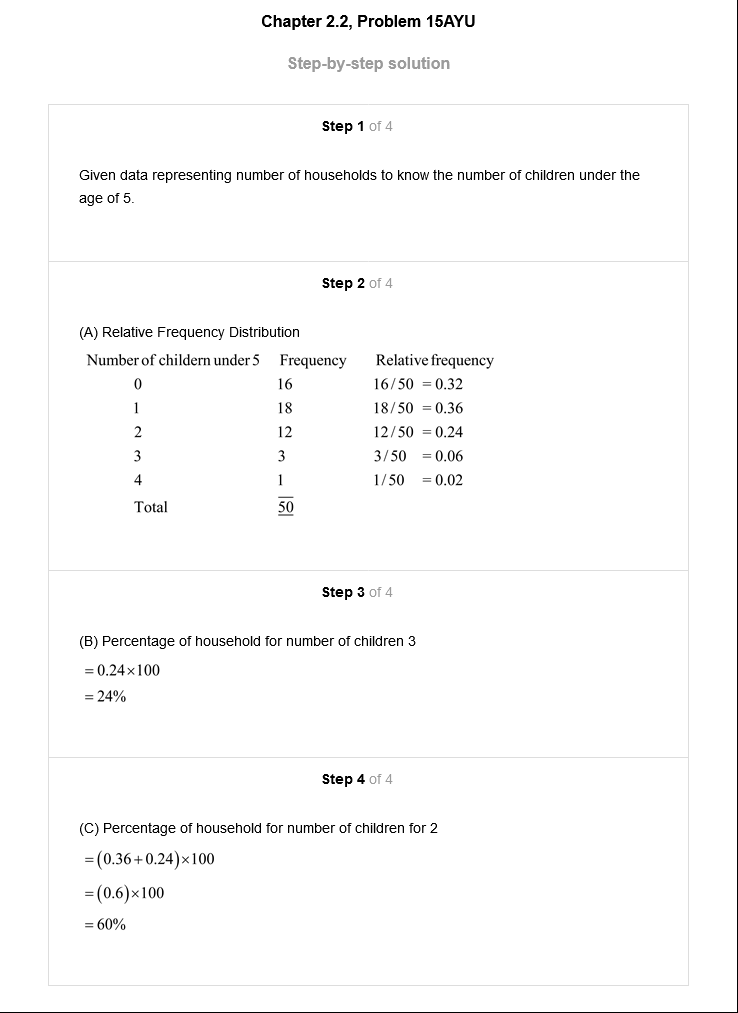 Chapter 2.2, Problem 15AYU
Step-by-step solution
Step 1 of 4
Given data representing number of households to know the number of children under the
age of 5.
Step 2 of 4
(A) Relative Frequency Distribution
Number of childern under 5 Frequency Relative frequency
0 16 16/50 = 0.32
1 18 18/50 = 0.36
2 12 12/50 = 0.24
3 3 3/50 = 0.06
4 1 1/50 = 0.02
Total 50
Step 3 of 4
(B) Percentage of household for number of children 3
= 0.24×100
= 24%
Step 4 of 4
(C) Percentage of household for number of children for 2
= (0.36+0.24)×100
= (0.6)×100
= 60%